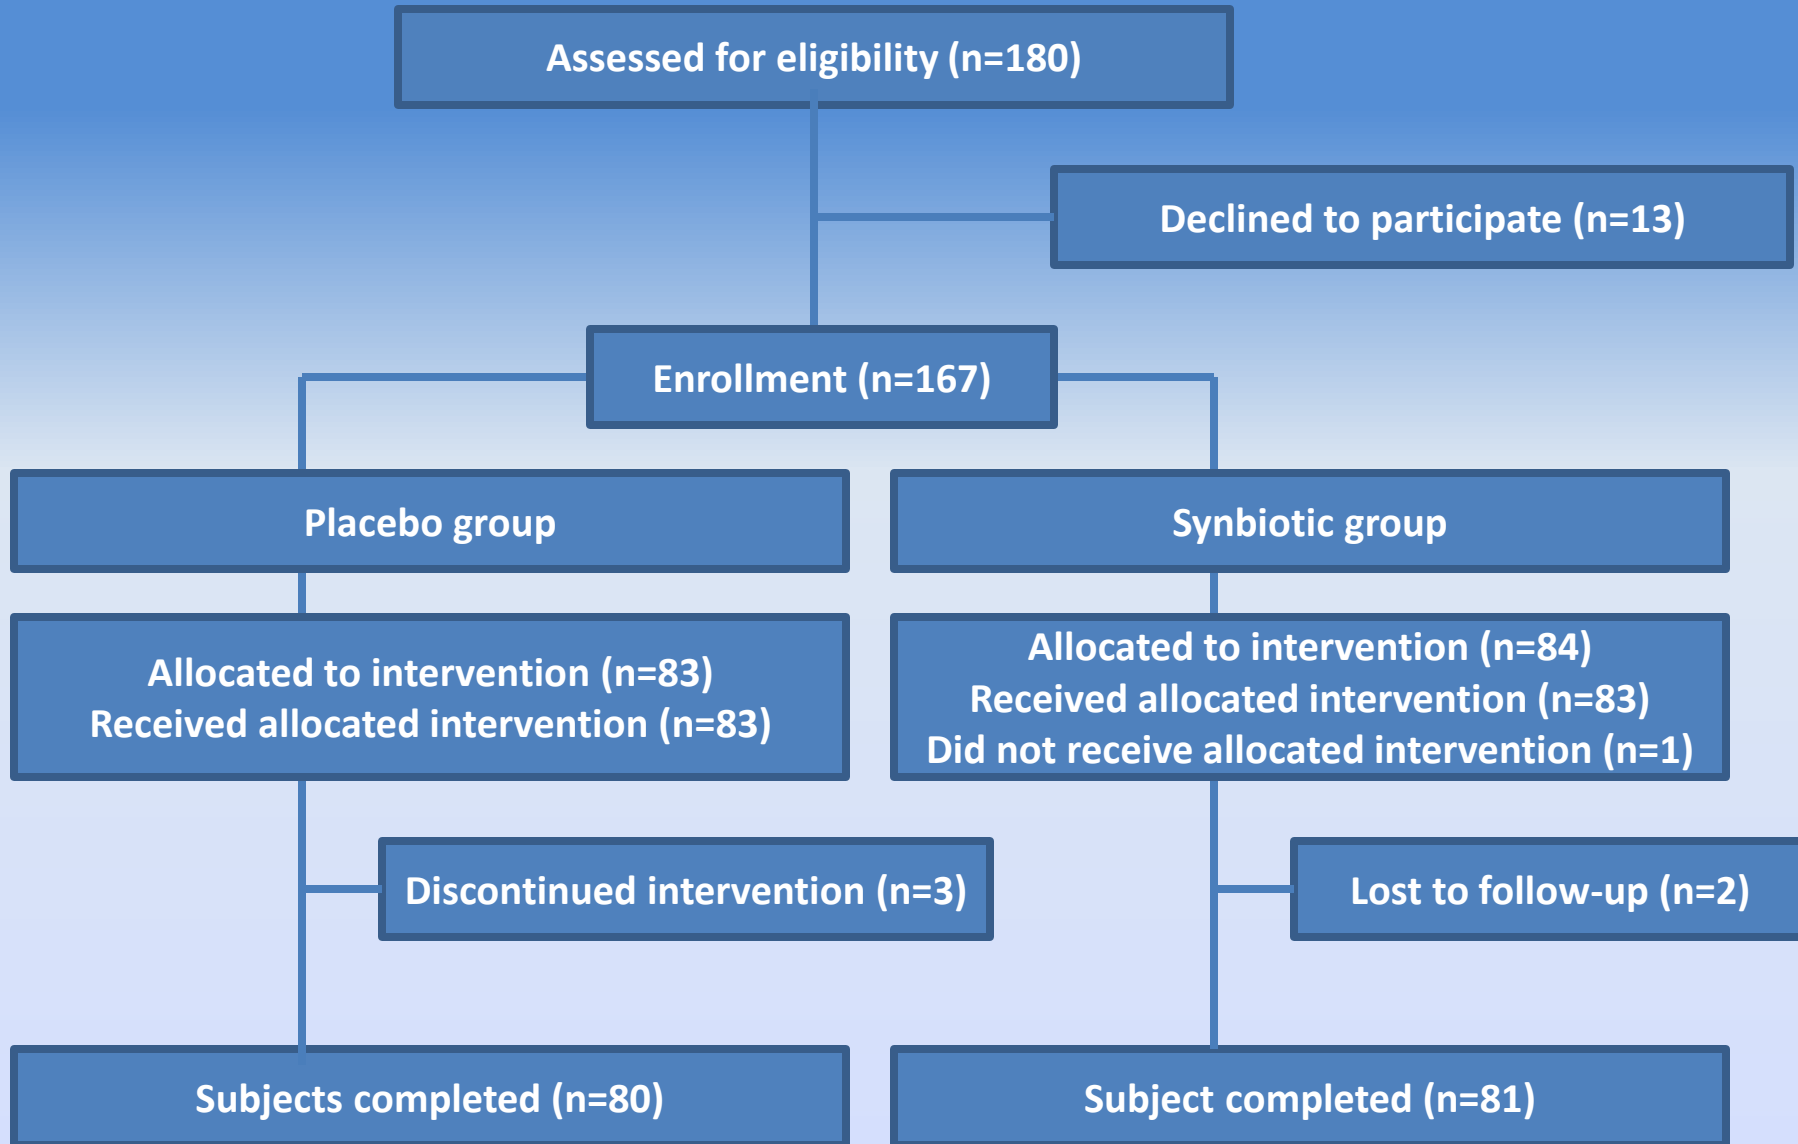 Assessed for eligibility (n=180)
Declined to participate (n=13)
Enrollment (n=167)
Placebo group
Synbiotic group
Allocated to intervention (n=83)
Received allocated intervention (n=83)
Allocated to intervention (n=84)
Received allocated intervention (n=83)
Did not receive allocated intervention (n=1)
Discontinued intervention (n=3)
Lost to follow-up (n=2)
Subjects completed (n=80)
Subject completed (n=81)